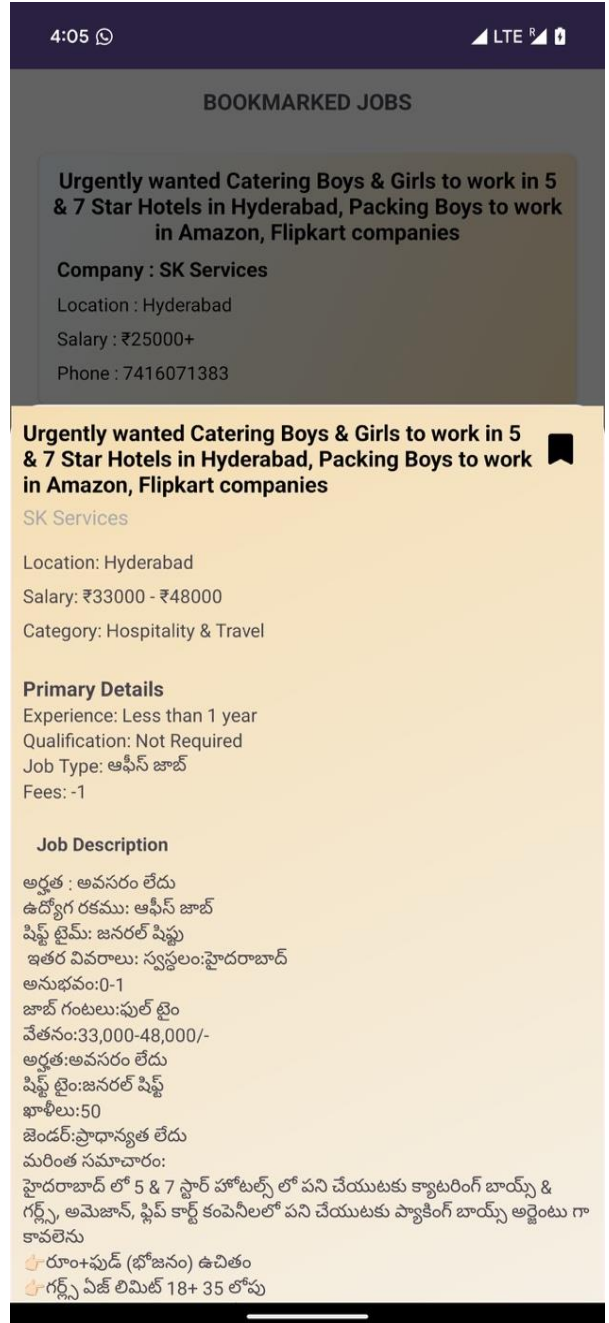 4:05
LTE R
BOOKMARKED JOBS
Urgently wanted Catering Boys & Girls to work in 5
& 7 Star Hotels in Hyderabad, Packing Boys to work
in Amazon, Flipkart companies
Company : SK Services
Location : Hyderabad
Salary : ₹25000+
Phone : 7416071383
Urgently wanted Catering Boys & Girls to work in 5
& 7 Star Hotels in Hyderabad, Packing Boys to work
in Amazon, Flipkart companies
SK Services
Location: Hyderabad
Salary: ₹33000 - ₹48000
Category: Hospitality & Travel
Primary Details
Experience: Less than 1 year
Qualification: Not Required
Job Type: ఆఫీస్ జాబ్
Fees: -1
Job Description
అర్హత : అవసరం లేదు
ఉద్యోగ రకము: ఆఫీస్ జాబ్
షిఫ్ట్ టైమ్: జనరల్ షిఫ్టు
ఇతర వివరాలు: స్వస్థలం:హైదరాబాద్
అనుభవం:0-1
జాబ్ గంటలు:ఫుల్ టైం
వేతనం:33,000-48,000/-
అర్హత:అవసరం లేదు
షిఫ్ట్ టైం:జనరల్ షిఫ్ట్
ఖాళీలు:50
జెండర్:ప్రాధాన్యత లేదు
మరింత సమాచారం:
హైదరాబాద్ లో 5 & 7 స్టార్ హోటల్స్ లో పని చేయుటకు క్యాటరింగ్ బాయ్స్ &
గర్ల్స్, అమెజాన్, ఫ్లిప్ కార్ట్ కంపెనీలలో పని చేయుటకు ప్యాకింగ్ బాయ్స్ అర్జెంటు గా
కావలెను
👉🏻రూం+ఫుడ్ (భోజనం) ఉచితం
👉🏻గర్ల్స్ ఏజ్ లిమిట్ 18+ 35 లోపు